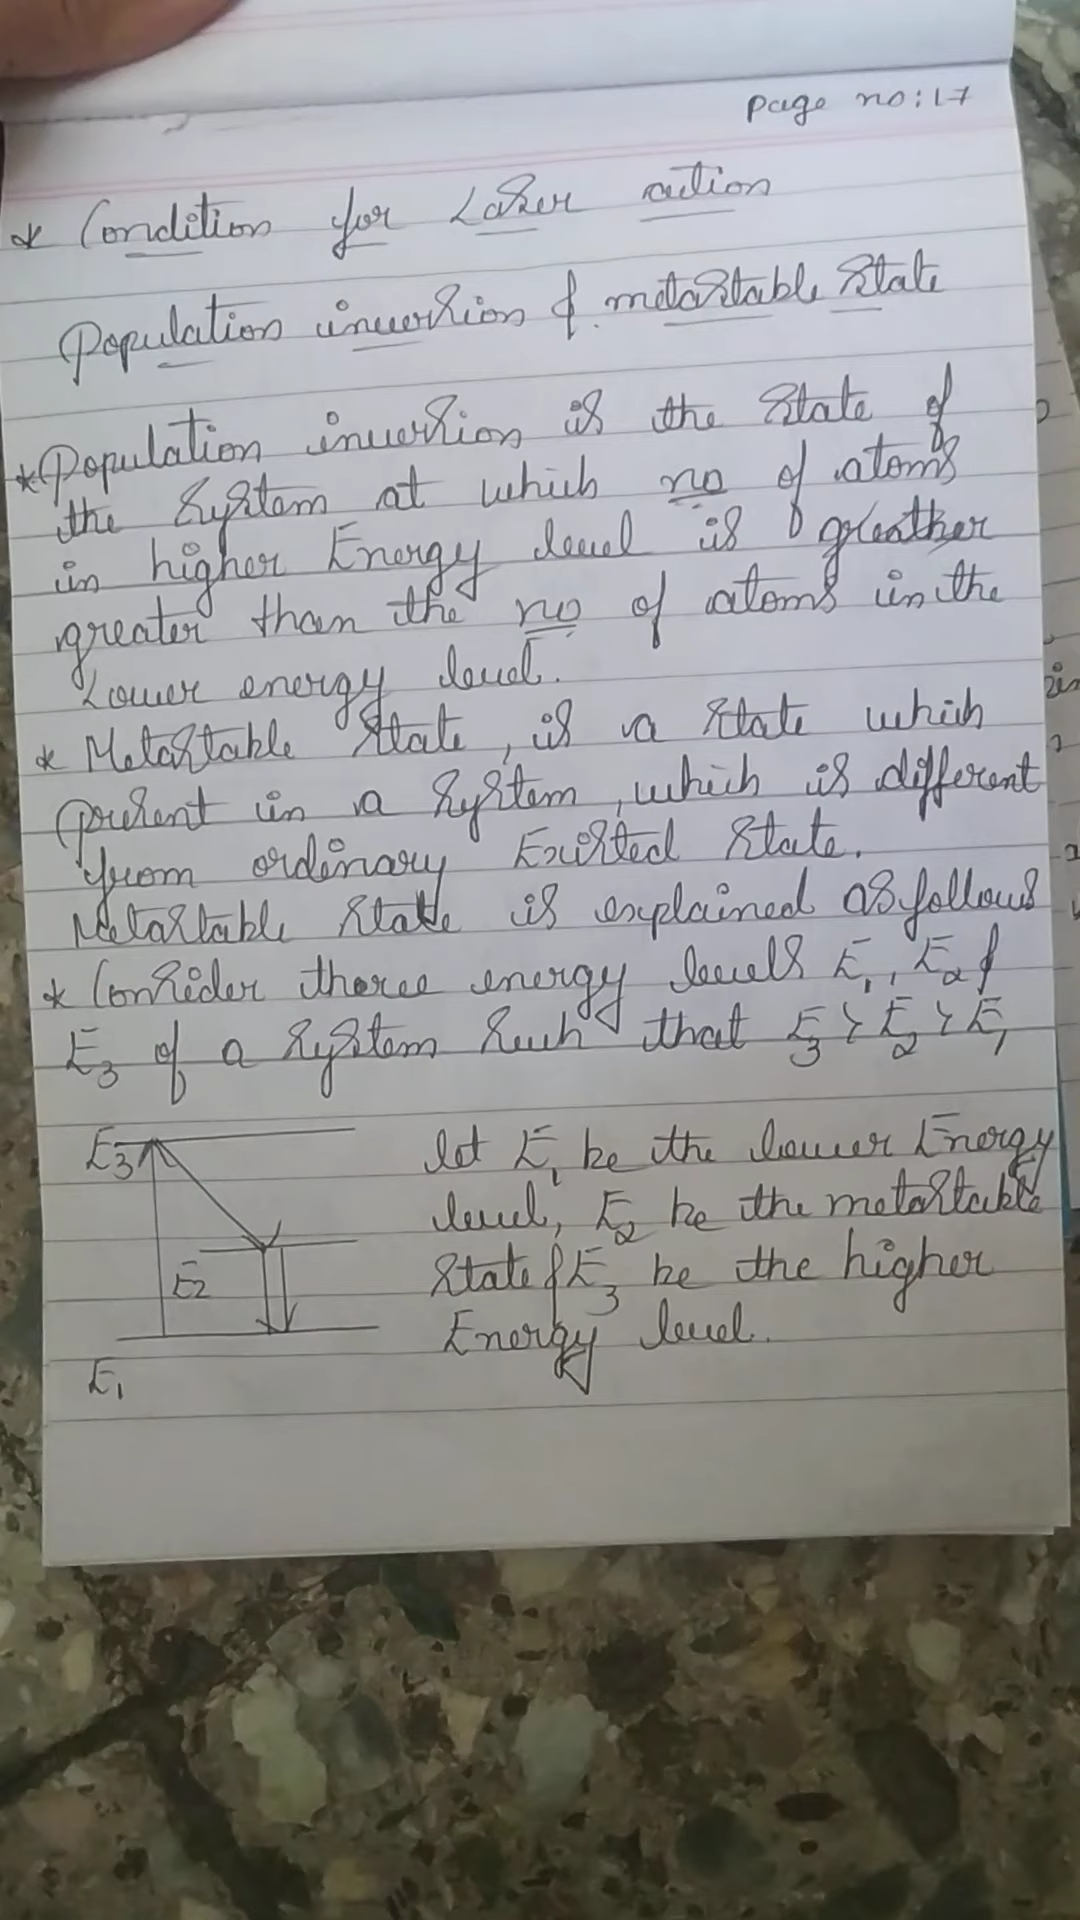 Page no: 17
* Condition for Laser action
Population inversion & metastable State
* Population inversion is the State of
the System at which no of atoms
in higher Energy level is greather
greater than the no of atoms in the
Lower energy level.
* Metastable State, is a State which
present in a System, which is different
from ordinary Existed State.
Metastable State is explained as follows
* Consider three energy levels E1, E2 &
E3 of a System Such that E3 > E2 > E1
E3
E2
E1
let E1 be the lower Energy
level, E2 be the metastable
State & E3 be the higher
Energy level.